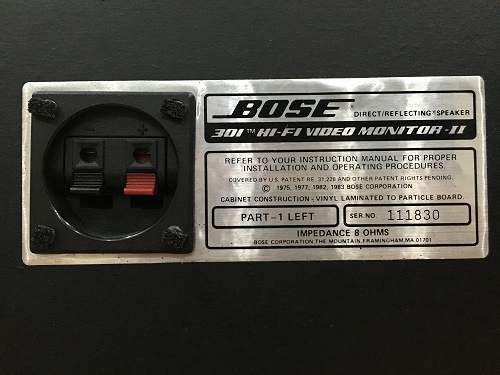 - +
BOSE DIRECT/REFLECTING® SPEAKER
301™ HI-FI VIDEO MONITOR-II
REFER TO YOUR INSTRUCTION MANUAL FOR PROPER
INSTALLATION AND OPERATING PROCEDURES.
COVERED BY U.S. PATENT RE. 31,228 AND OTHER PATENT RIGHTS PENDING.
© 1975, 1977, 1982, 1983 BOSE CORPORATION
CABINET CONSTRUCTION - VINYL LAMINATED TO PARTICLE BOARD.
PART-1 LEFT
SER NO. 111830
IMPEDANCE 8 OHMS
BOSE CORPORATION, THE MOUNTAIN, FRAMINGHAM, MA 01701